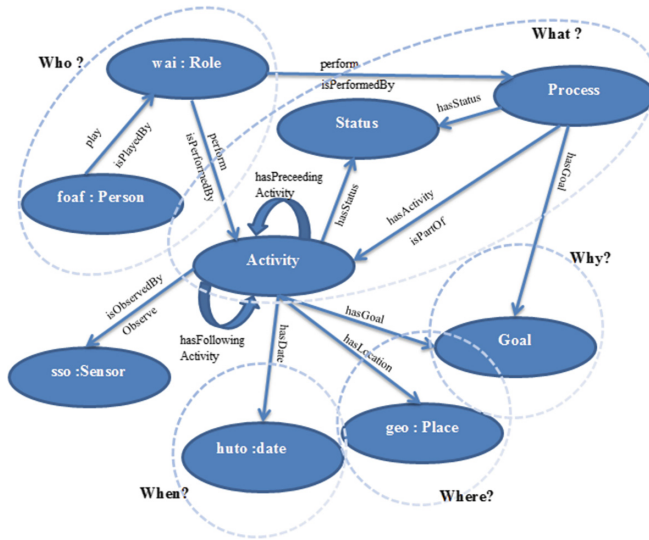 What ?
Who ?
wai : Role
perform
isPerformedBy
Process
hasStatus
Status
play
isPlayedBy
perform
isPerformedBy
hasGoal
foaf : Person
hasPreceeding
Activity
hasStatus
hasActivity
isPartOf
Activity
Why?
isObservedBy
Observe
hasFollowing
Activity
hasDate
hasGoal
hasLocation
Goal
sso :Sensor
geo : Place
huto :date
When?
Where?